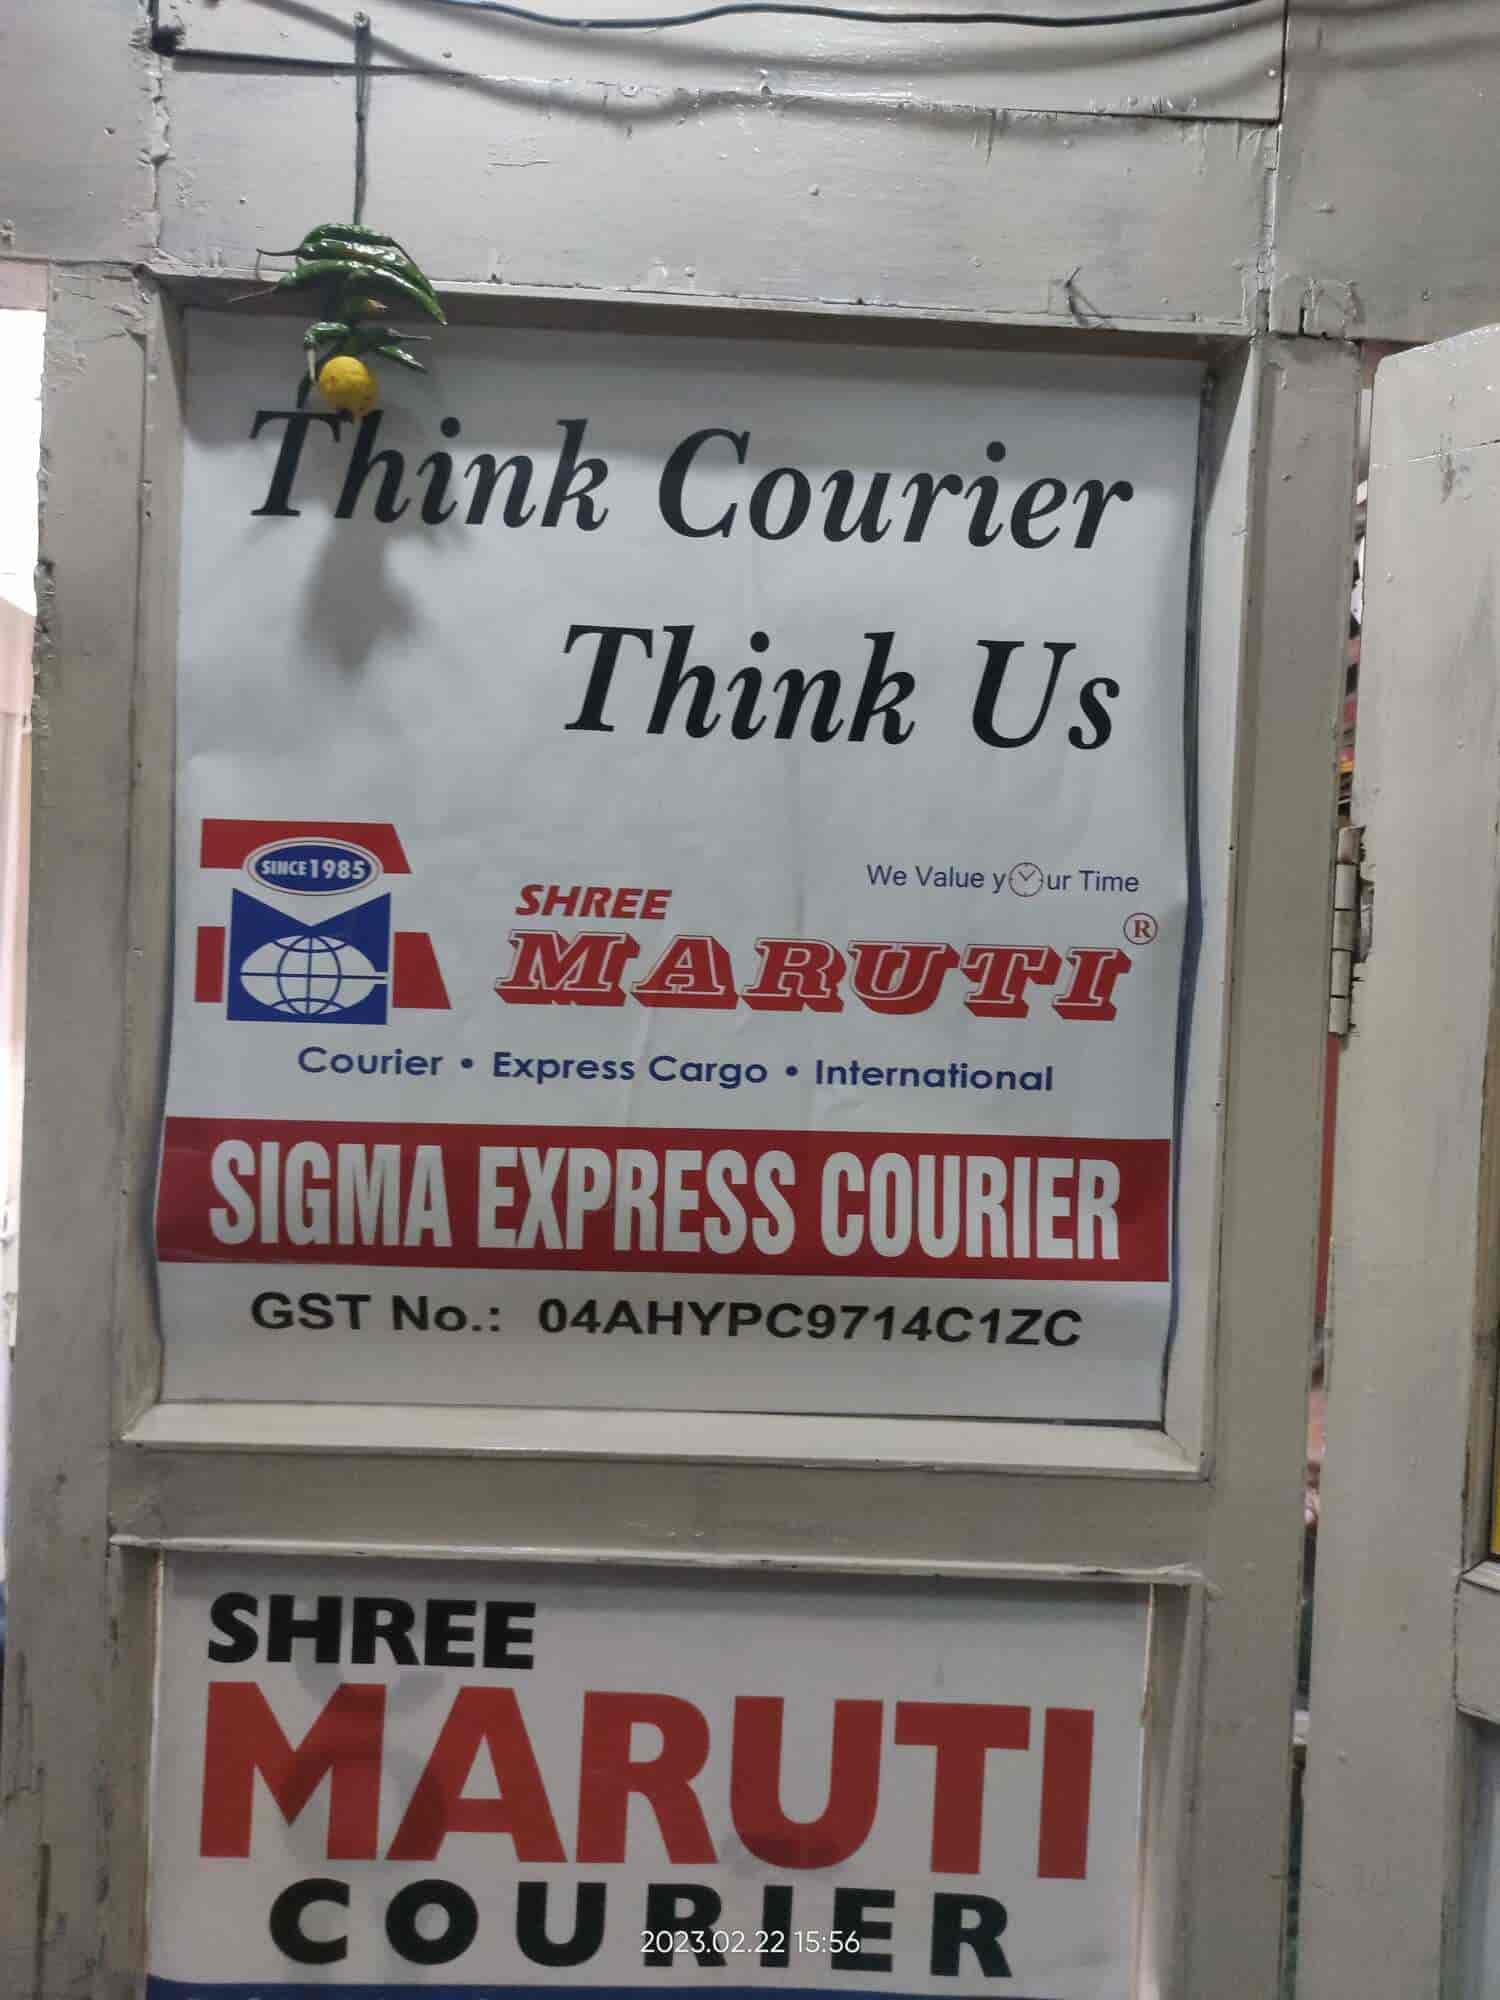 Think Courier
Think Us
SINCE 1985
We Value your Time
SHREE
MARUTI ®
Courier • Express Cargo • International
SIGMA EXPRESS COURIER
GST No.: 04AHYPC9714C1ZC
SHREE
MARUTI
COURIER
2023.02.22 15:56